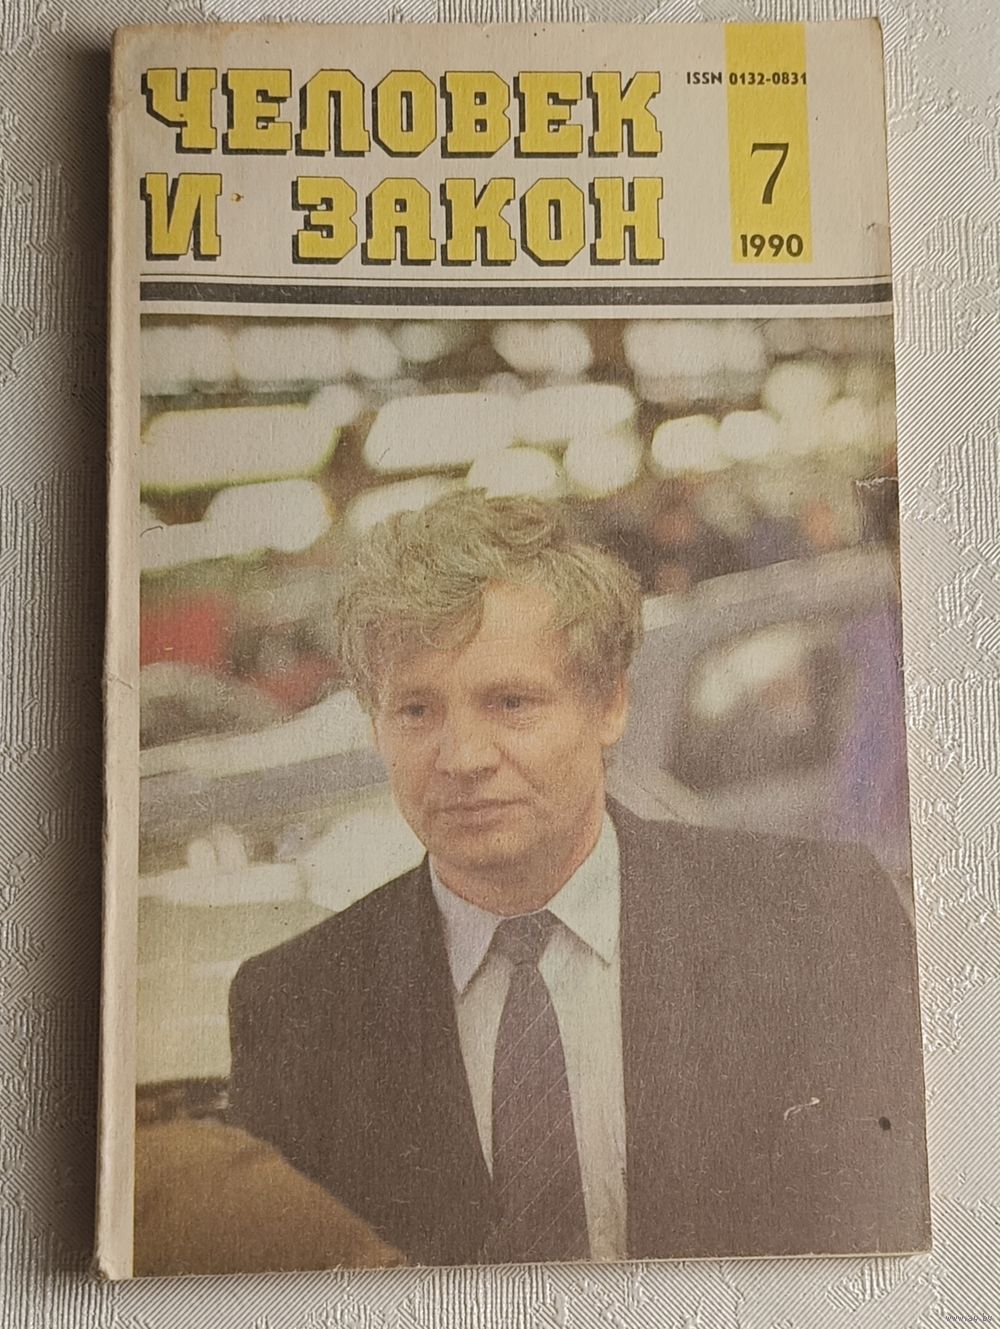 ЧЕЛОВЕК
И ЗАКОН
ISSN 0132-0831
7
1990